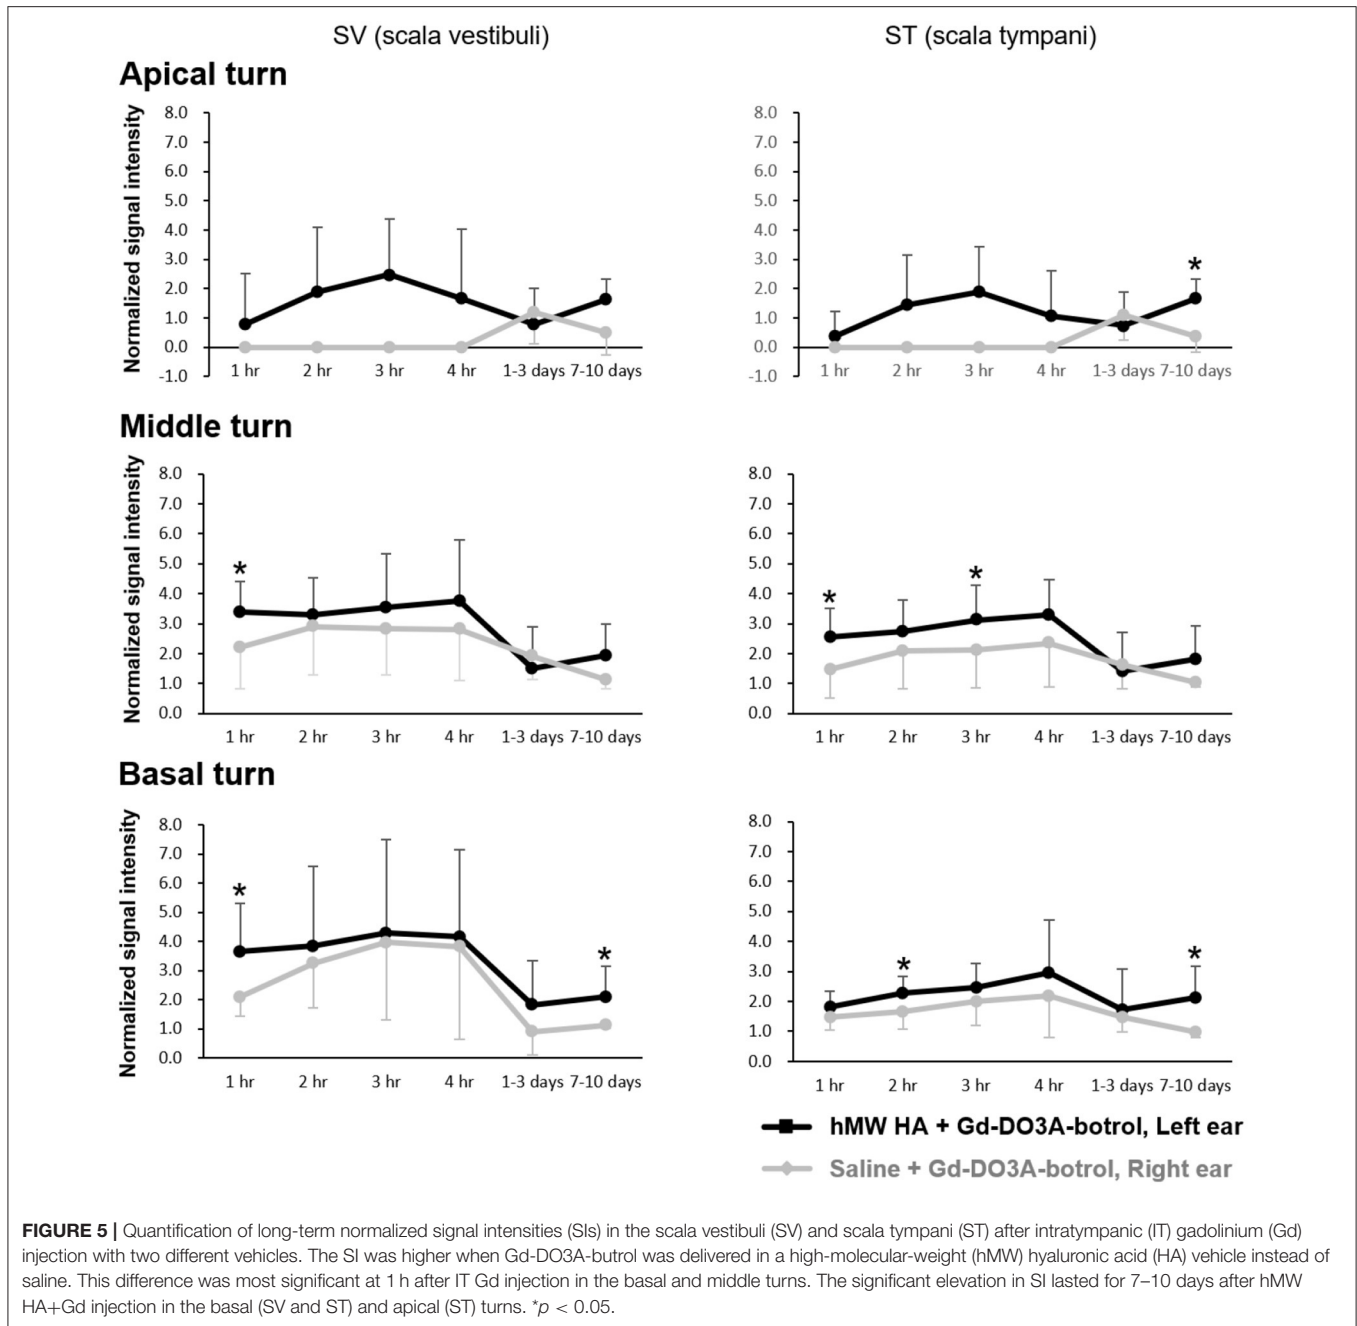 SV (scala vestibuli)
ST (scala tympani)
Apical turn
Normalized signal intensity
8.0
7.0
6.0
5.0
4.0
3.0
2.0
1.0
0.0
-1.0
1 hr 2 hr 3 hr 4 hr 1-3 days 7-10 days
Normalized signal intensity
8.0
7.0
6.0
5.0
4.0
3.0
2.0
1.0
0.0
-1.0
*
1 hr 2 hr 3 hr 4 hr 1-3 days 7-10 days
Middle turn
Normalized signal intensity
8.0
7.0
6.0
5.0
4.0
3.0
2.0
1.0
0.0
*
1 hr 2 hr 3 hr 4 hr 1-3 days 7-10 days
Normalized signal intensity
8.0
7.0
6.0
5.0
4.0
3.0
2.0
1.0
0.0
* *
1 hr 2 hr 3 hr 4 hr 1-3 days 7-10 days
Basal turn
Normalized signal intensity
8.0
7.0
6.0
5.0
4.0
3.0
2.0
1.0
0.0
* *
1 hr 2 hr 3 hr 4 hr 1-3 days 7-10 days
Normalized signal intensity
8.0
7.0
6.0
5.0
4.0
3.0
2.0
1.0
0.0
* *
1 hr 2 hr 3 hr 4 hr 1-3 days 7-10 days
hMW HA + Gd-DO3A-botrol, Left ear
Saline + Gd-DO3A-botrol, Right ear
FIGURE 5 | Quantification of long-term normalized signal intensities (SIs) in the scala vestibuli (SV) and scala tympani (ST) after intratympanic (IT) gadolinium (Gd)
injection with two different vehicles. The SI was higher when Gd-DO3A-butrol was delivered in a high-molecular-weight (hMW) hyaluronic acid (HA) vehicle instead of
saline. This difference was most significant at 1 h after IT Gd injection in the basal and middle turns. The significant elevation in SI lasted for 7–10 days after hMW
HA+Gd injection in the basal (SV and ST) and apical (ST) turns. *p < 0.05.